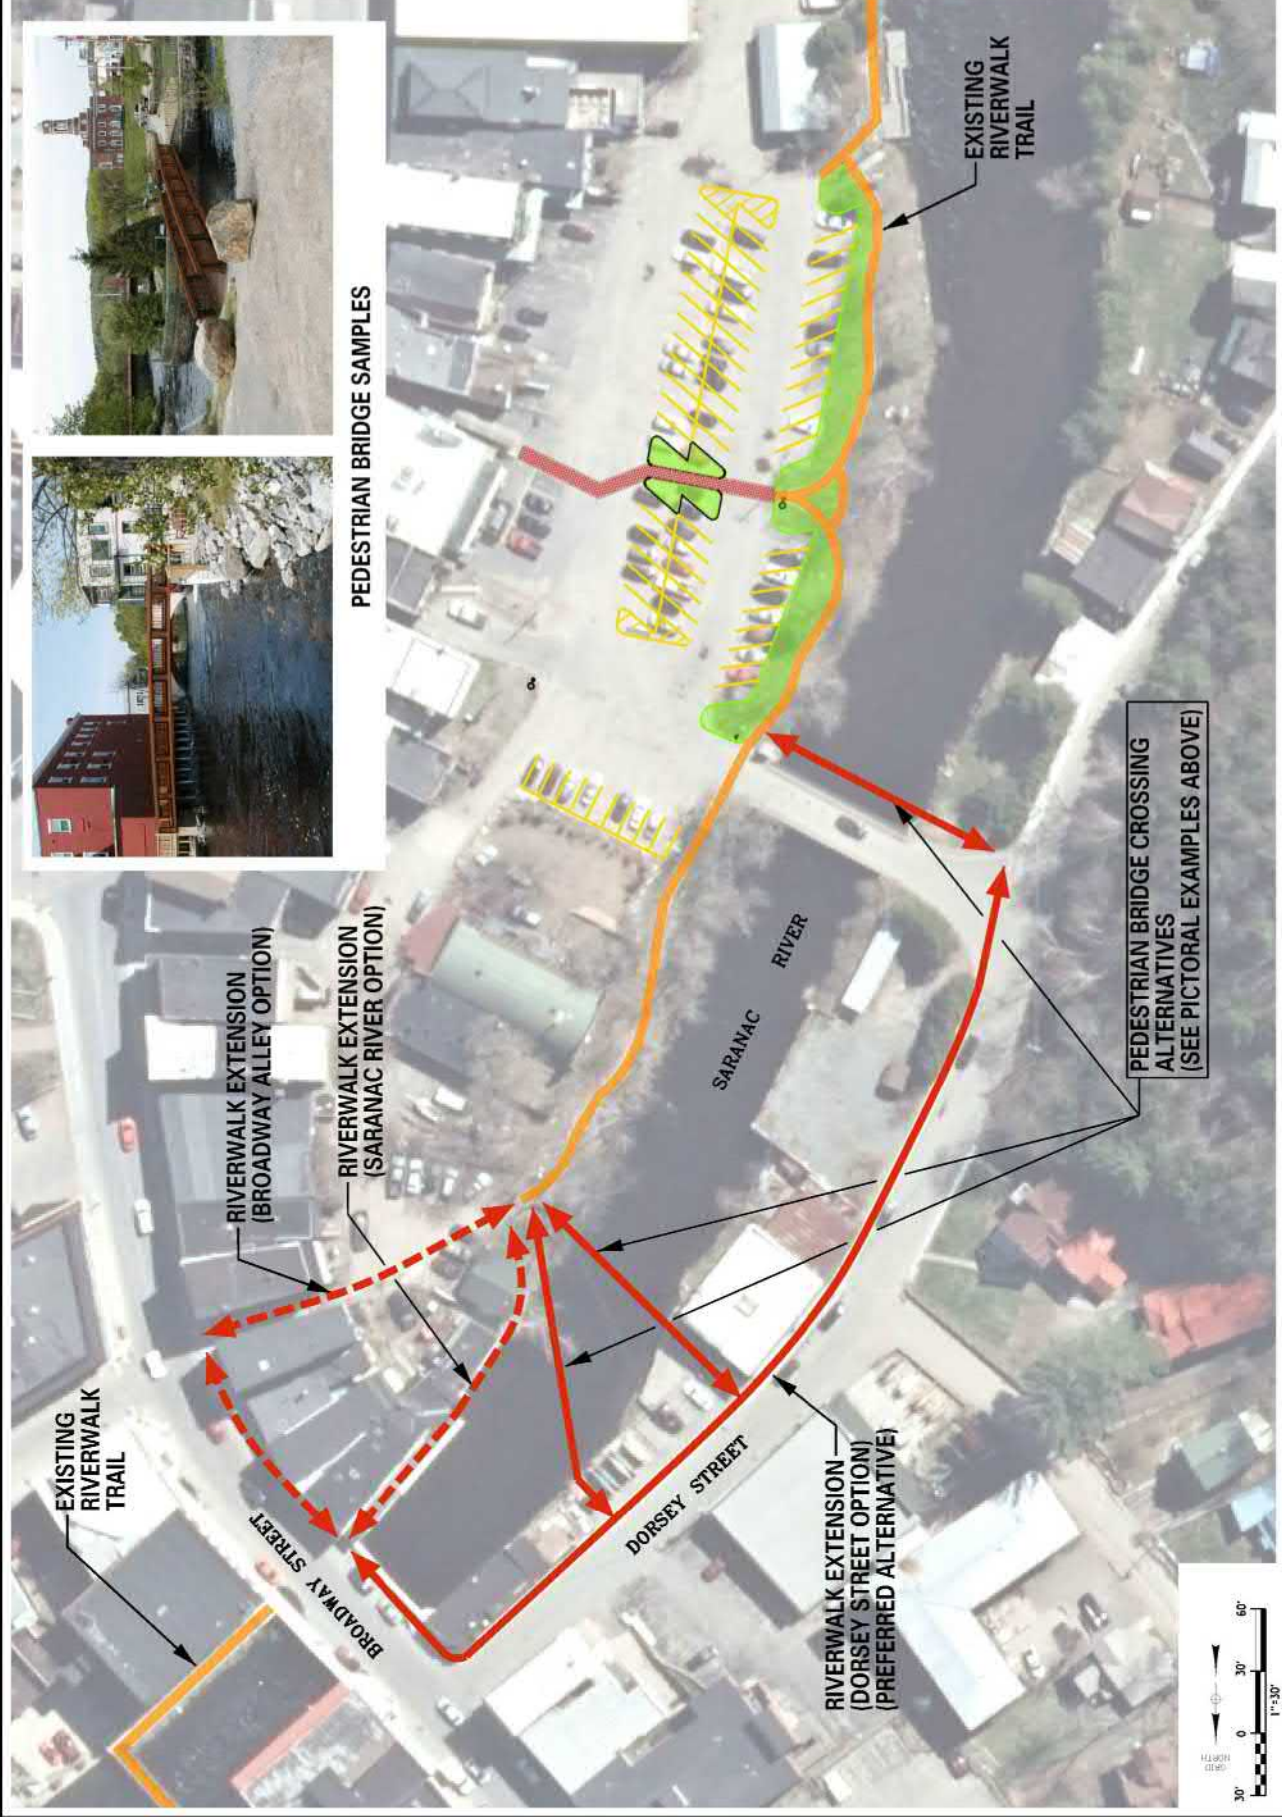 PEDESTRIAN BRIDGE SAMPLES
EXISTING
RIVERWALK
TRAIL
RIVERWALK EXTENSION
(BROADWAY ALLEY OPTION)
RIVERWALK EXTENSION
(SARANAC RIVER OPTION)
EXISTING
RIVERWALK
TRAIL
BROADWAY STREET
SARANAC RIVER
DORSEY STREET
RIVERWALK EXTENSION
(DORSEY STREET OPTION)
(PREFERRED ALTERNATIVE)
PEDESTRIAN BRIDGE CROSSING
ALTERNATIVES
(SEE PICTORAL EXAMPLES ABOVE)
GRID
NORTH
30' 0 30' 60'
1"=30'